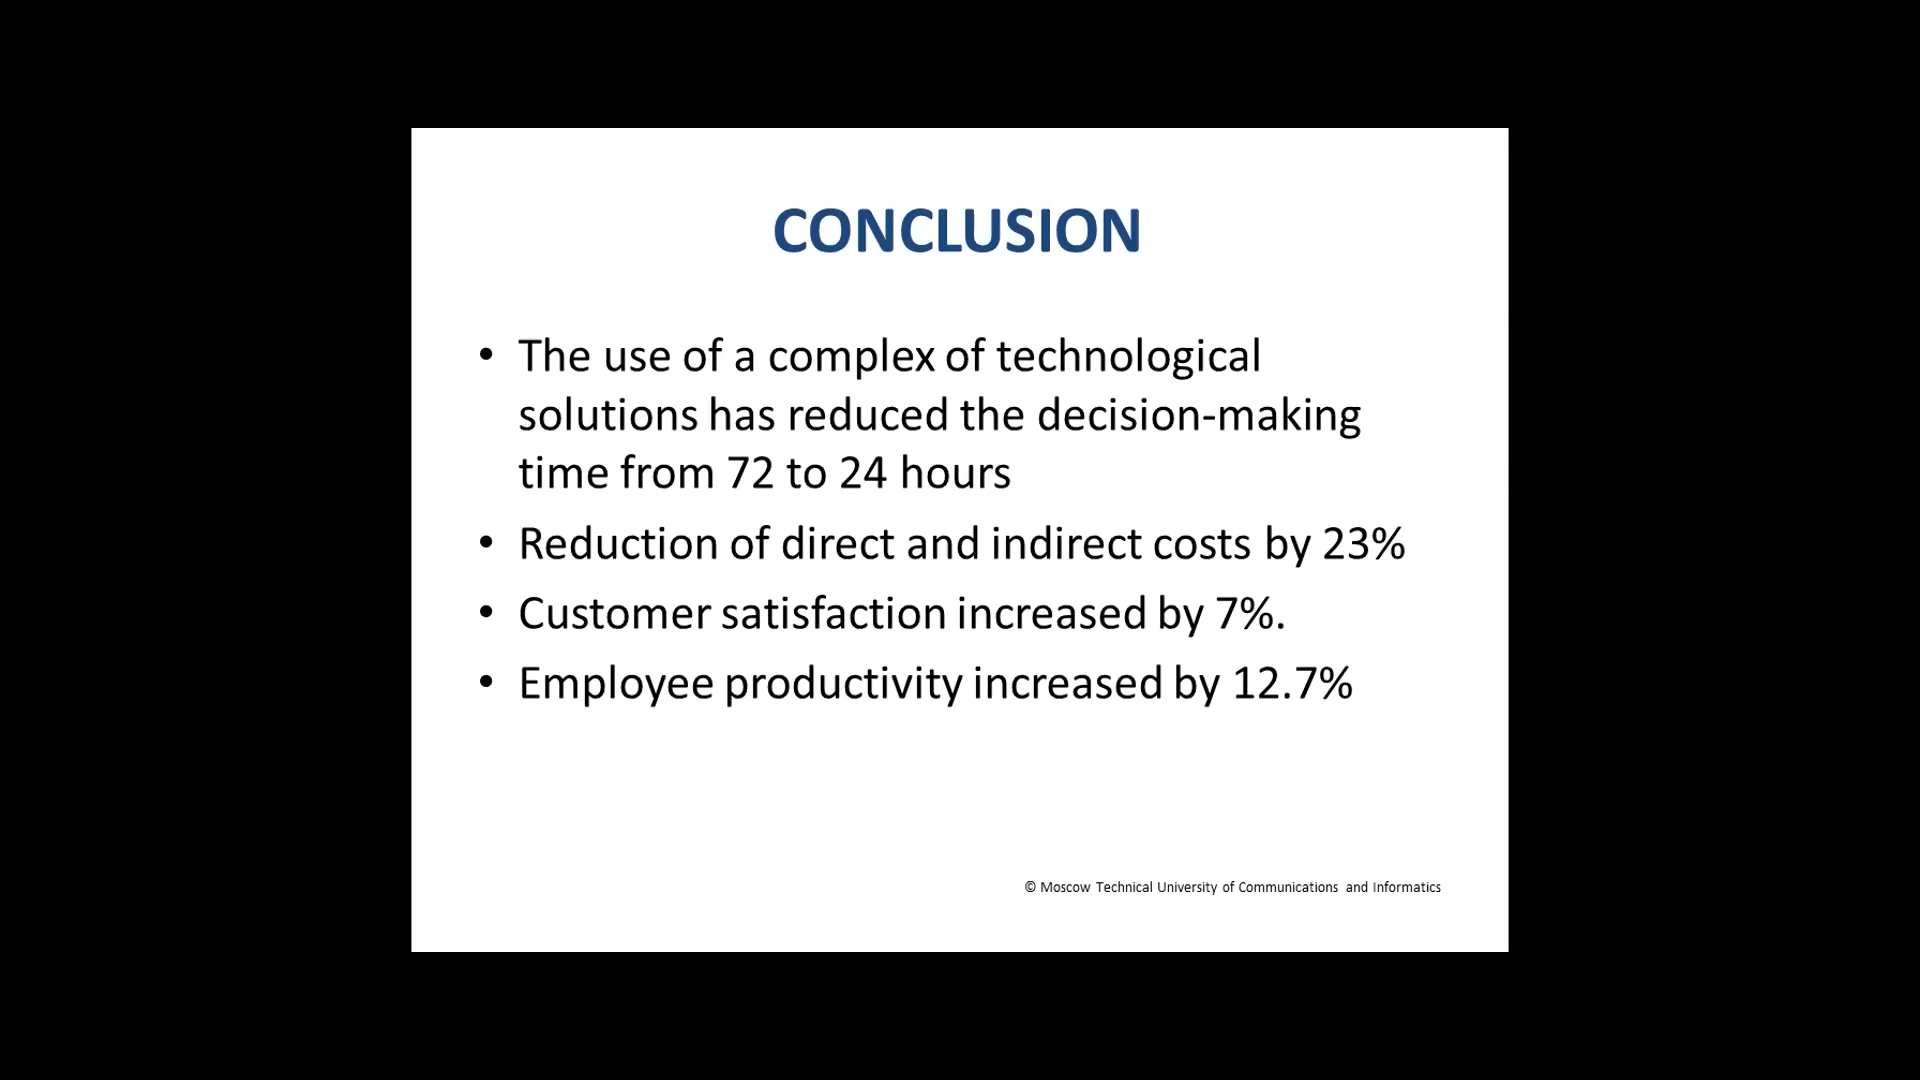 CONCLUSION
• The use of a complex of technological
solutions has reduced the decision-making
time from 72 to 24 hours
• Reduction of direct and indirect costs by 23%
• Customer satisfaction increased by 7%.
• Employee productivity increased by 12.7%
© Moscow Technical University of Communications and Informatics